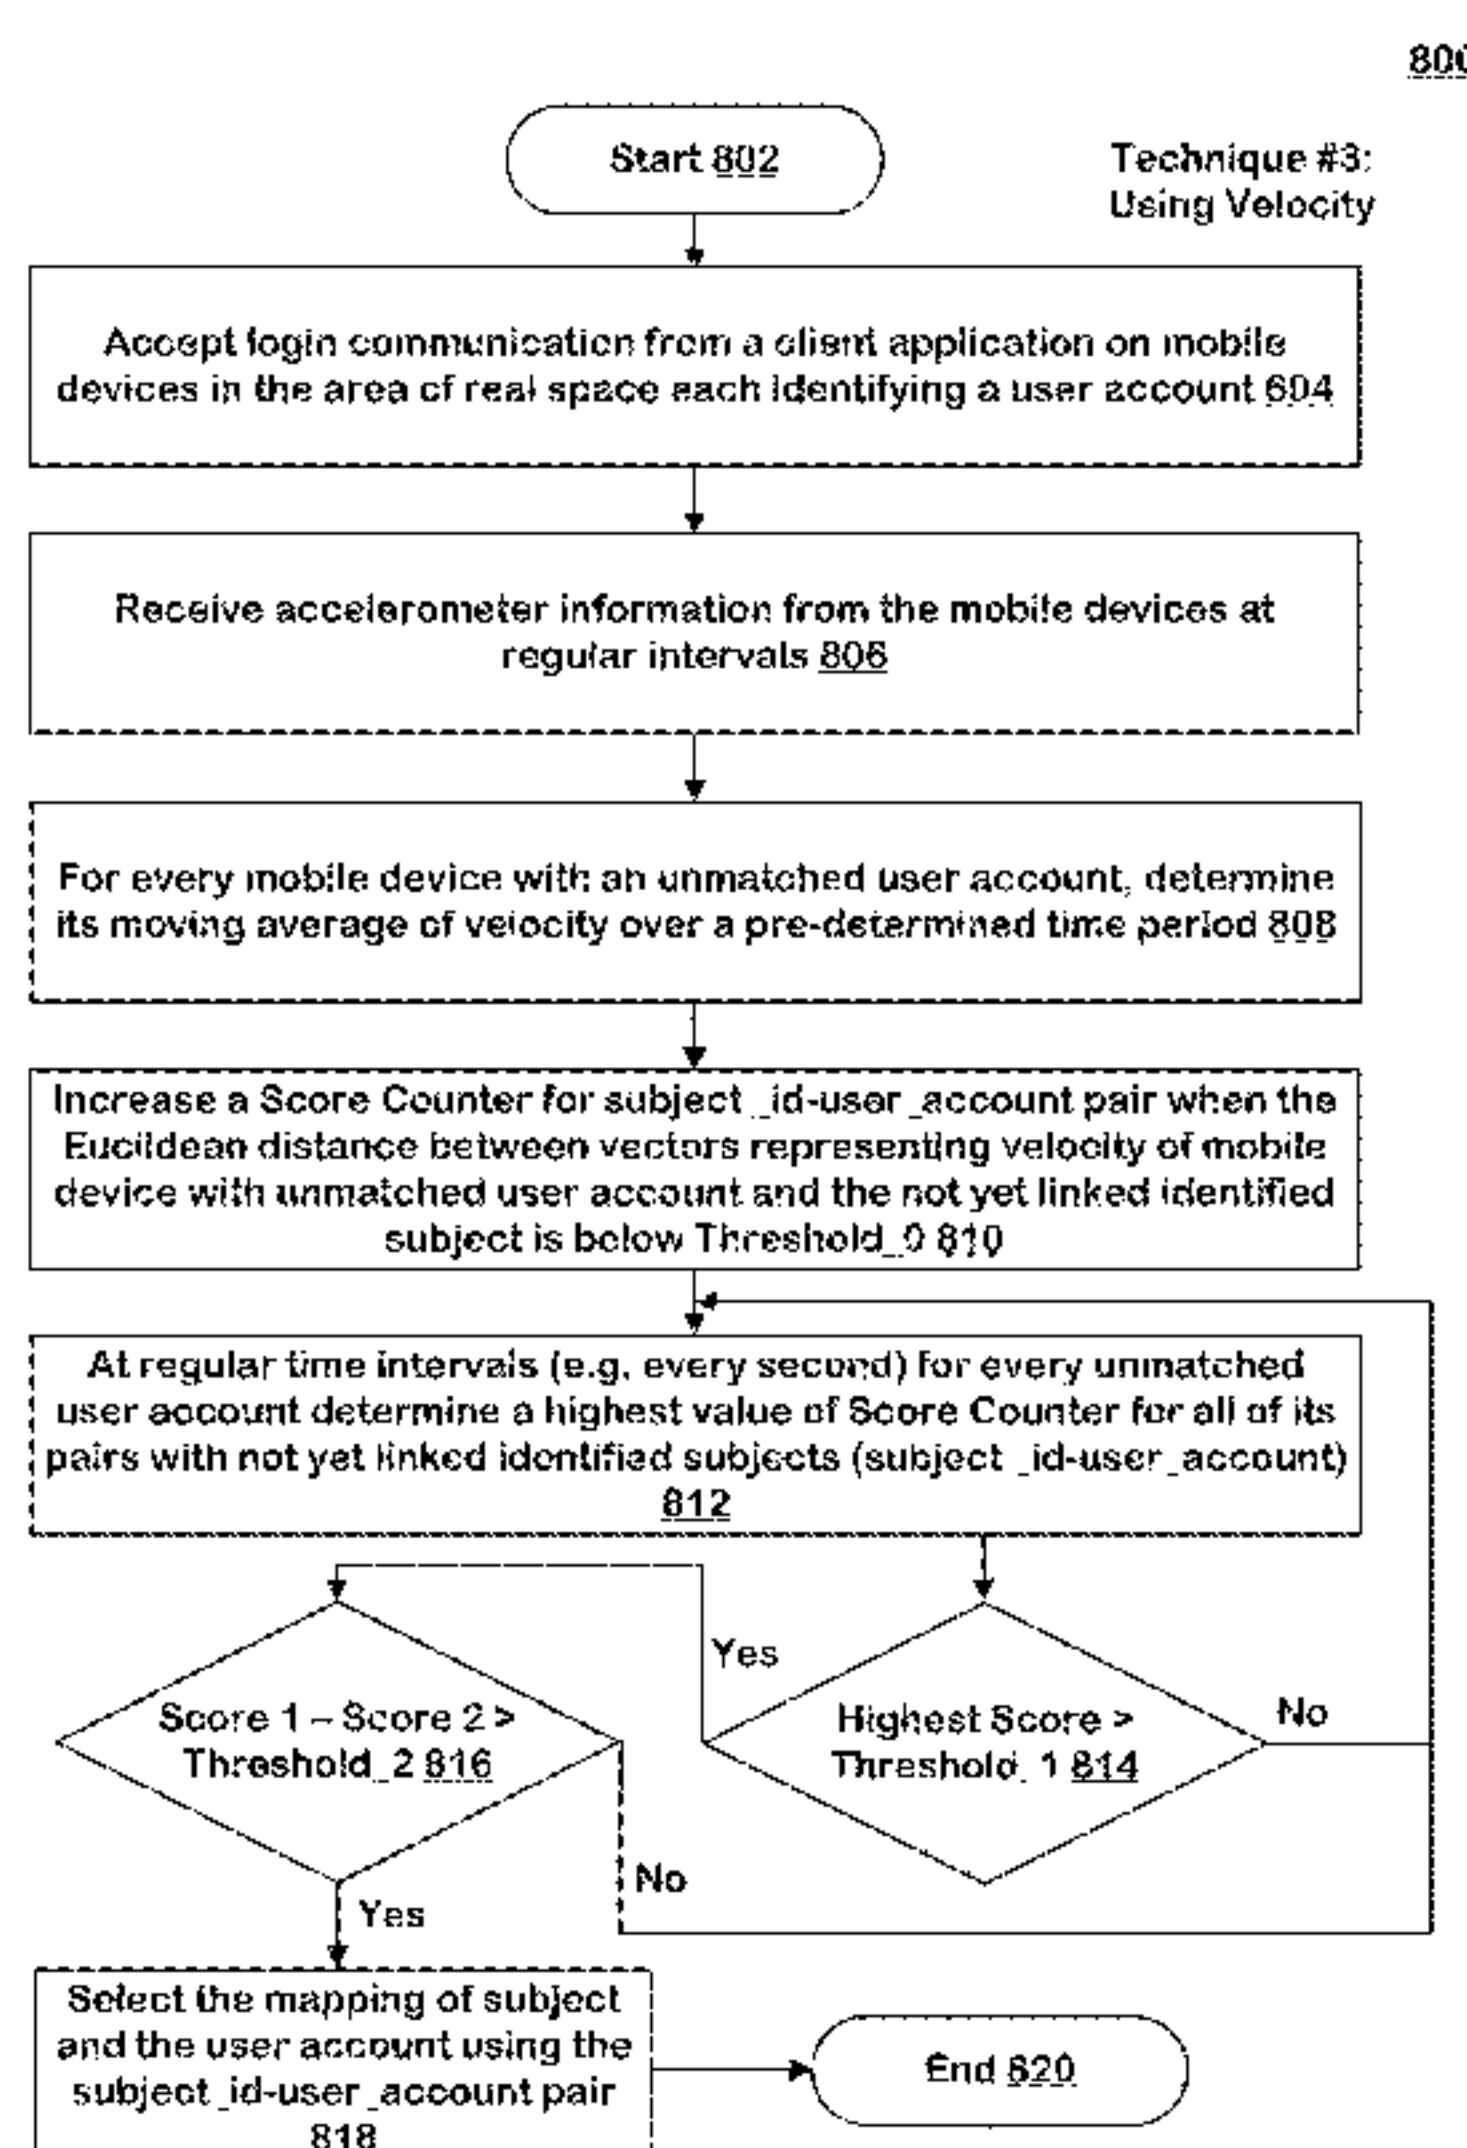 800
Start 802
Technique #3:
Using Velocity
Accept login communication from a client application on mobile
devices in the area of real space each identifying a user account 604
Receive accelerometer information from the mobile devices at
regular intervals 806
For every mobile device with an unmatched user account, determine
its moving average of velocity over a pre-determined time period 808
Increase a Score Counter for subject_id-user_account pair when the
Euclidean distance between vectors representing velocity of mobile
device with unmatched user account and the not yet linked identified
subject is below Threshold_0 810
At regular time intervals (e.g. every second) for every unmatched
user account determine a highest value of Score Counter for all of its
pairs with not yet linked identified subjects (subject_id-user_account)
812
Yes
Score 1 – Score 2 >
Threshold_2 816
Highest Score >
Threshold_1 814
No
No
Yes
Select the mapping of subject
and the user account using the
subject_id-user_account pair
818
End 820